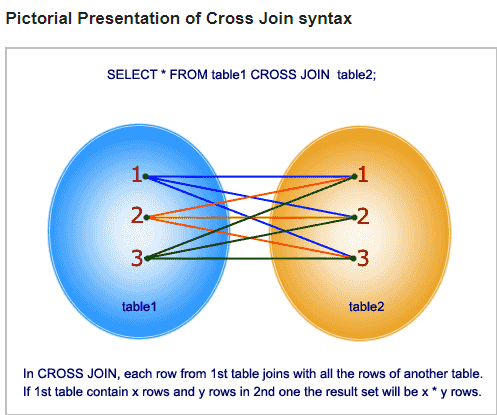 Pictorial Presentation of Cross Join syntax
SELECT * FROM table1 CROSS JOIN table2;
1 1
2 2
3 3
table1 table2
In CROSS JOIN, each row from 1st table joins with all the rows of another table.
If 1st table contain x rows and y rows in 2nd one the result set will be x * y rows.